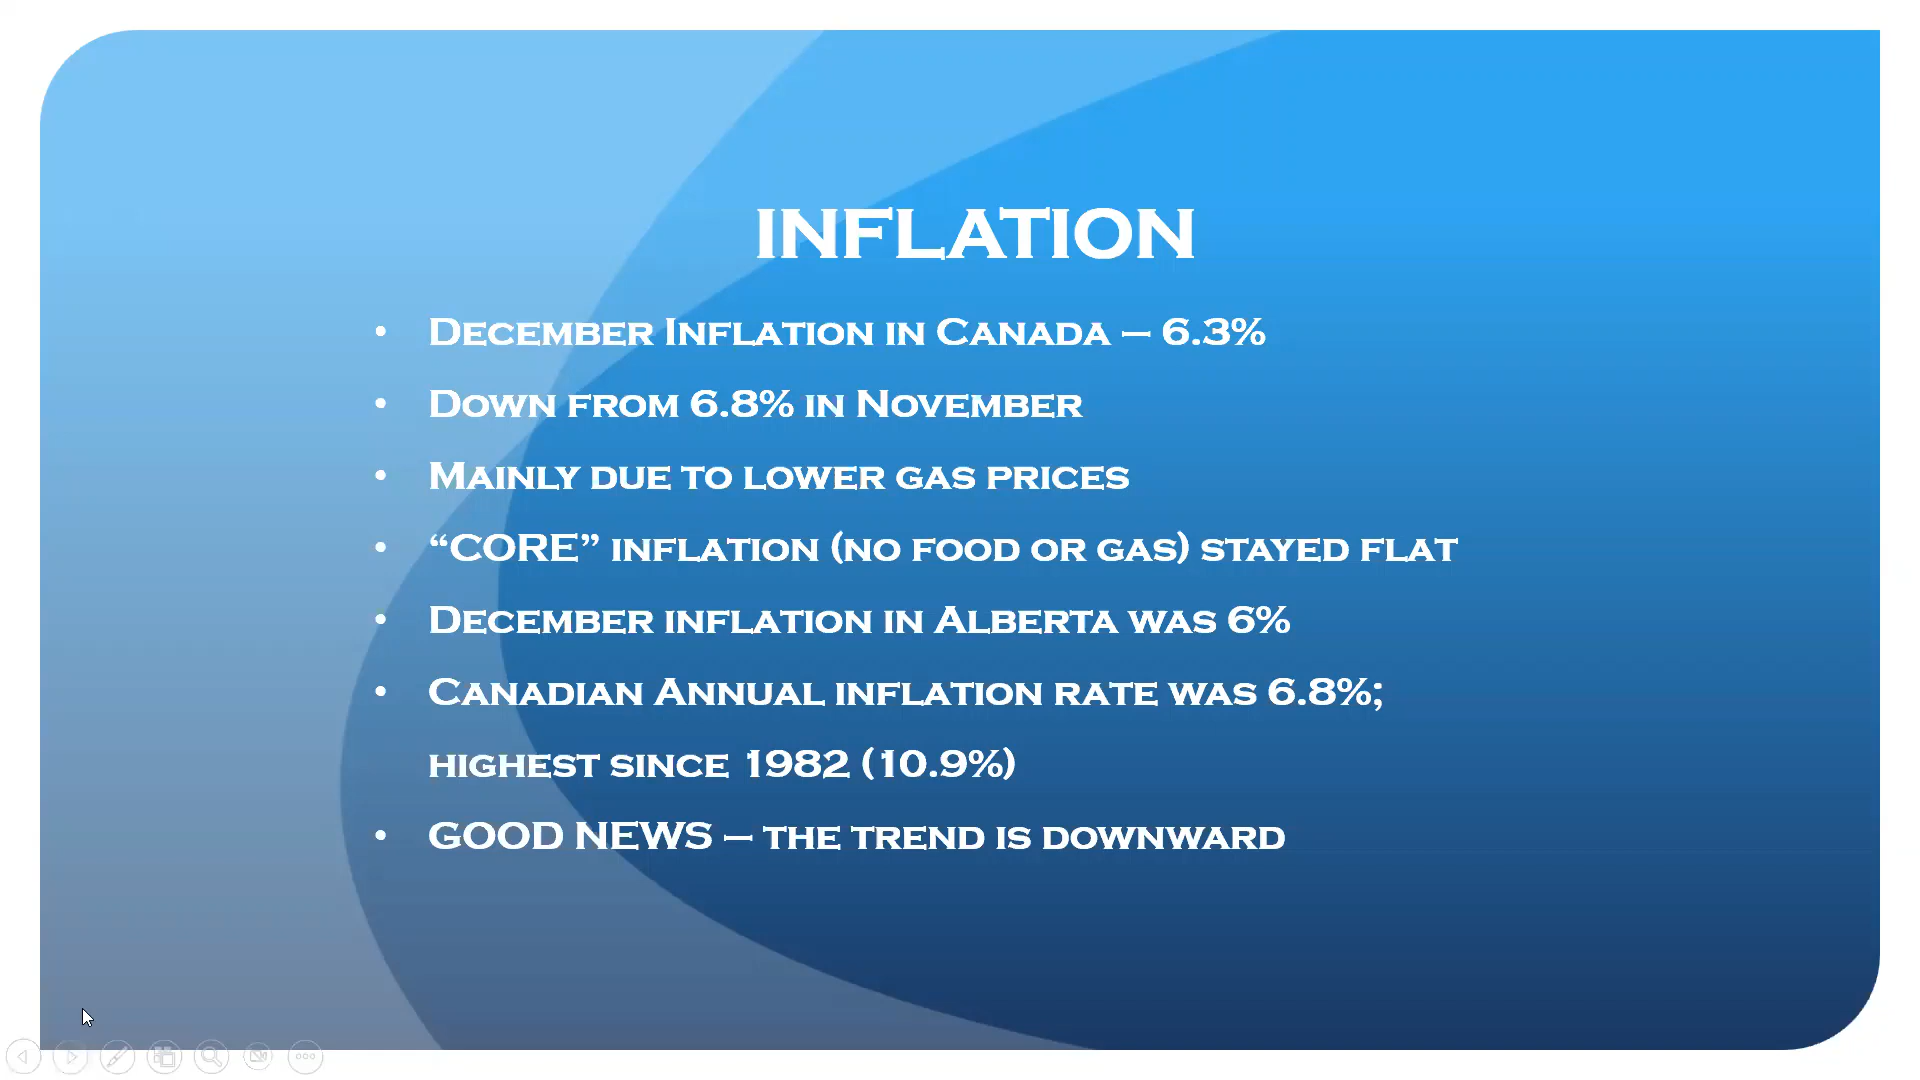 INFLATION
• December Inflation in Canada – 6.3%
• Down from 6.8% in November
• Mainly due to lower gas prices
• “CORE” inflation (no food or gas) stayed flat
• December inflation in Alberta was 6%
• Canadian Annual inflation rate was 6.8%;
highest since 1982 (10.9%)
• GOOD NEWS – the trend is downward